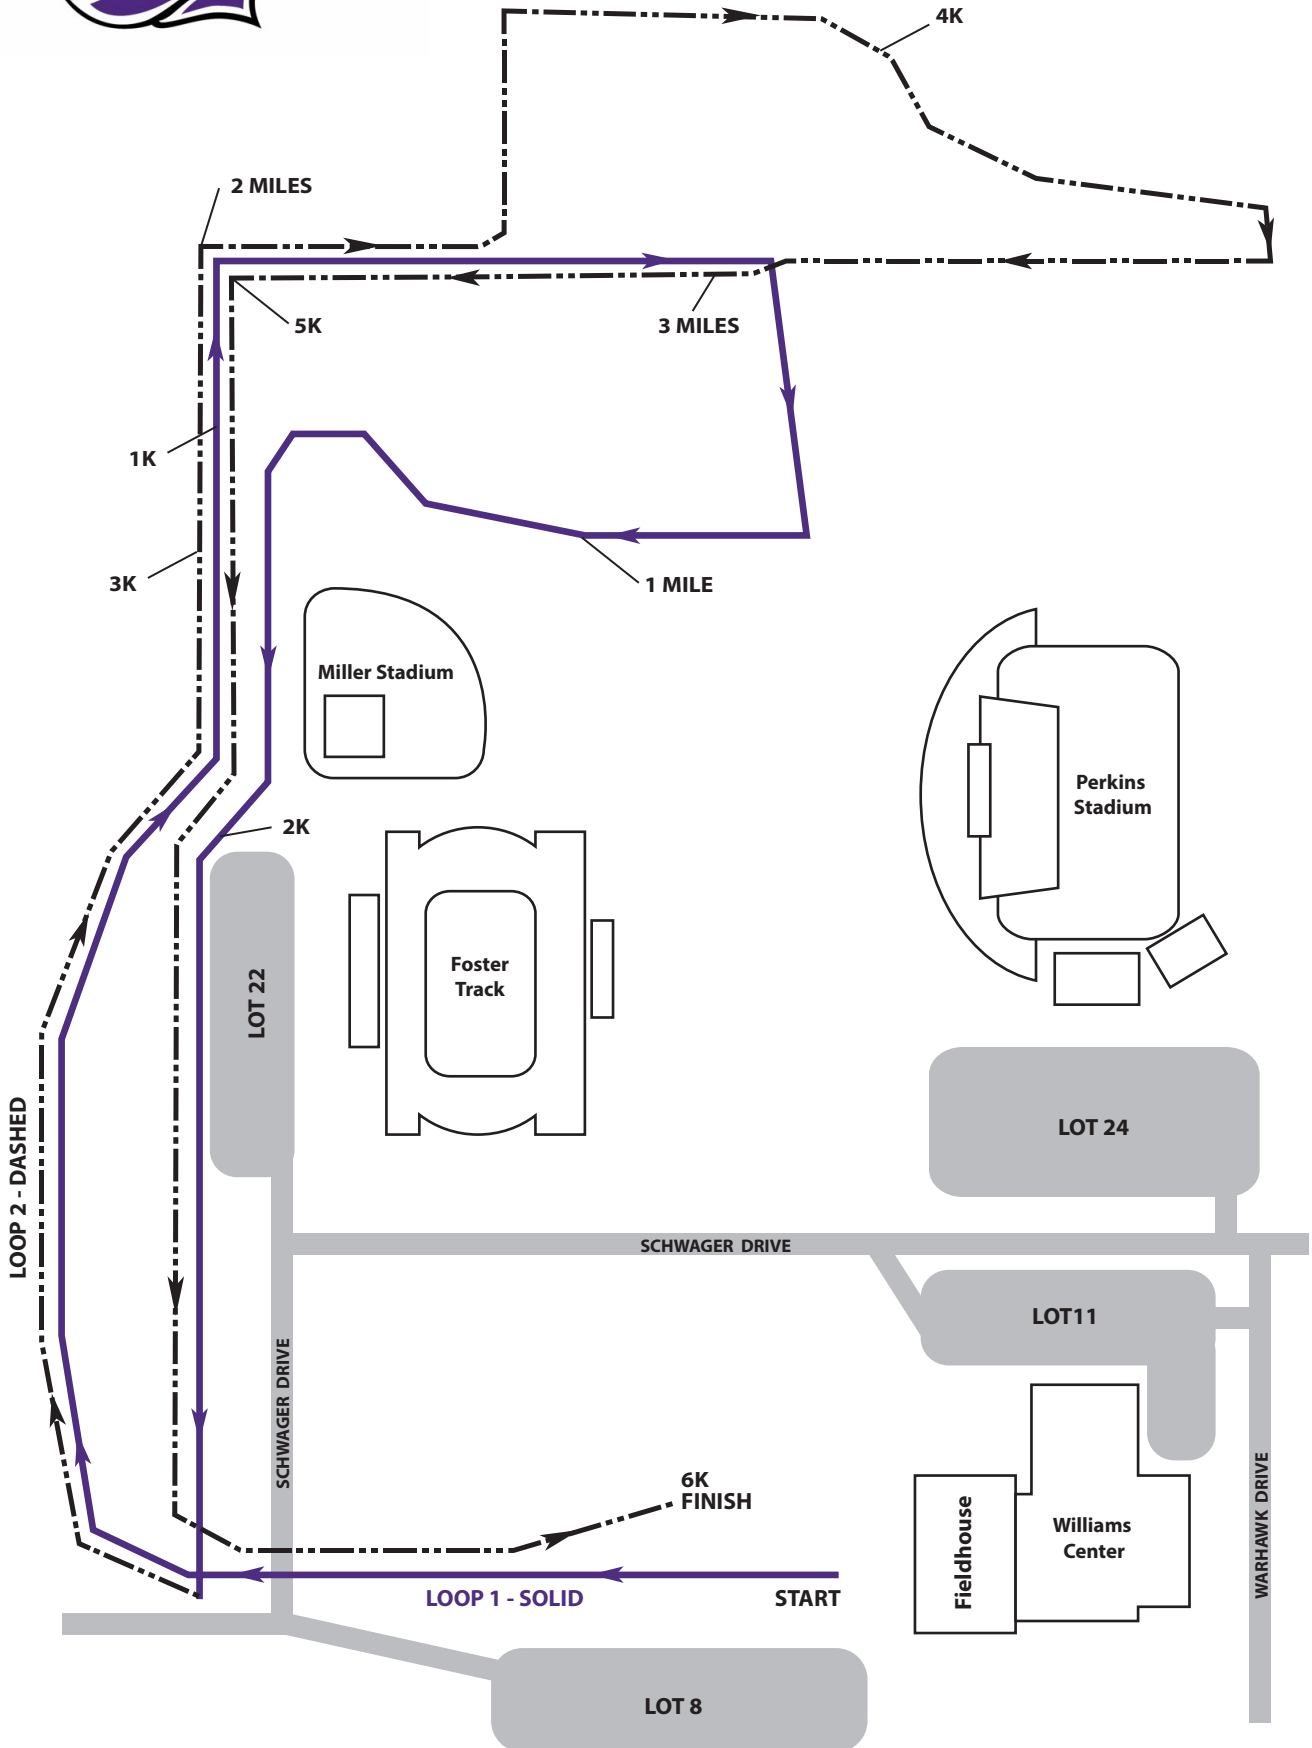 4K
2 MILES
5K
3 MILES
1K
3K
1 MILE
Miller Stadium
Perkins
Stadium
2K
Foster
Track
LOT 22
LOOP 2 - DASHED
LOT 24
SCHWAGER DRIVE
LOT11
SCHWAGER DRIVE
6K
FINISH
Fieldhouse
Williams
Center
WARHAWK DRIVE
LOOP 1 - SOLID
START
LOT 8